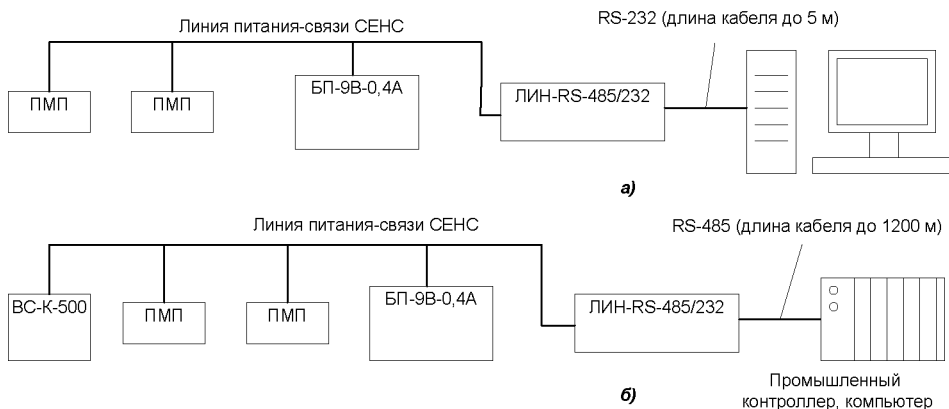 RS-232 (длина кабеля до 5 м)
Линия питания-связи СЕНС
ПМП
ПМП
БП-9В-0,4А
ЛИН-RS-485/232
а)
Линия питания-связи СЕНС
RS-485 (длина кабеля до 1200 м)
ВС-К-500
ПМП
ПМП
БП-9В-0,4А
ЛИН-RS-485/232
б)
Промышленный
контроллер, компьютер